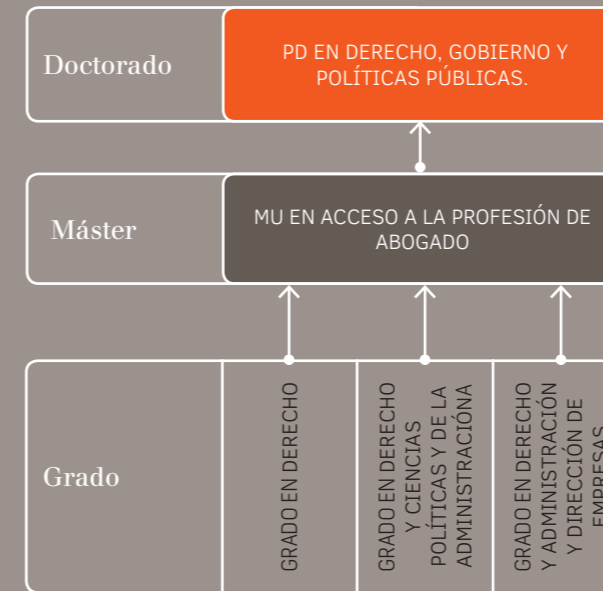 Doctorado
PD EN DERECHO, GOBIERNO Y
POLÍTICAS PÚBLICAS.
Máster
MU EN ACCESO A LA PROFESIÓN DE
ABOGADO
Grado
GRADO EN DERECHO
GRADO EN DERECHO
Y CIENCIAS
POLÍTICAS Y DE LA
ADMINISTRACIÓNA
GRADO EN DERECHO
Y ADMINISTRACIÓN
Y DIRECCIÓN DE
EMPRESAS